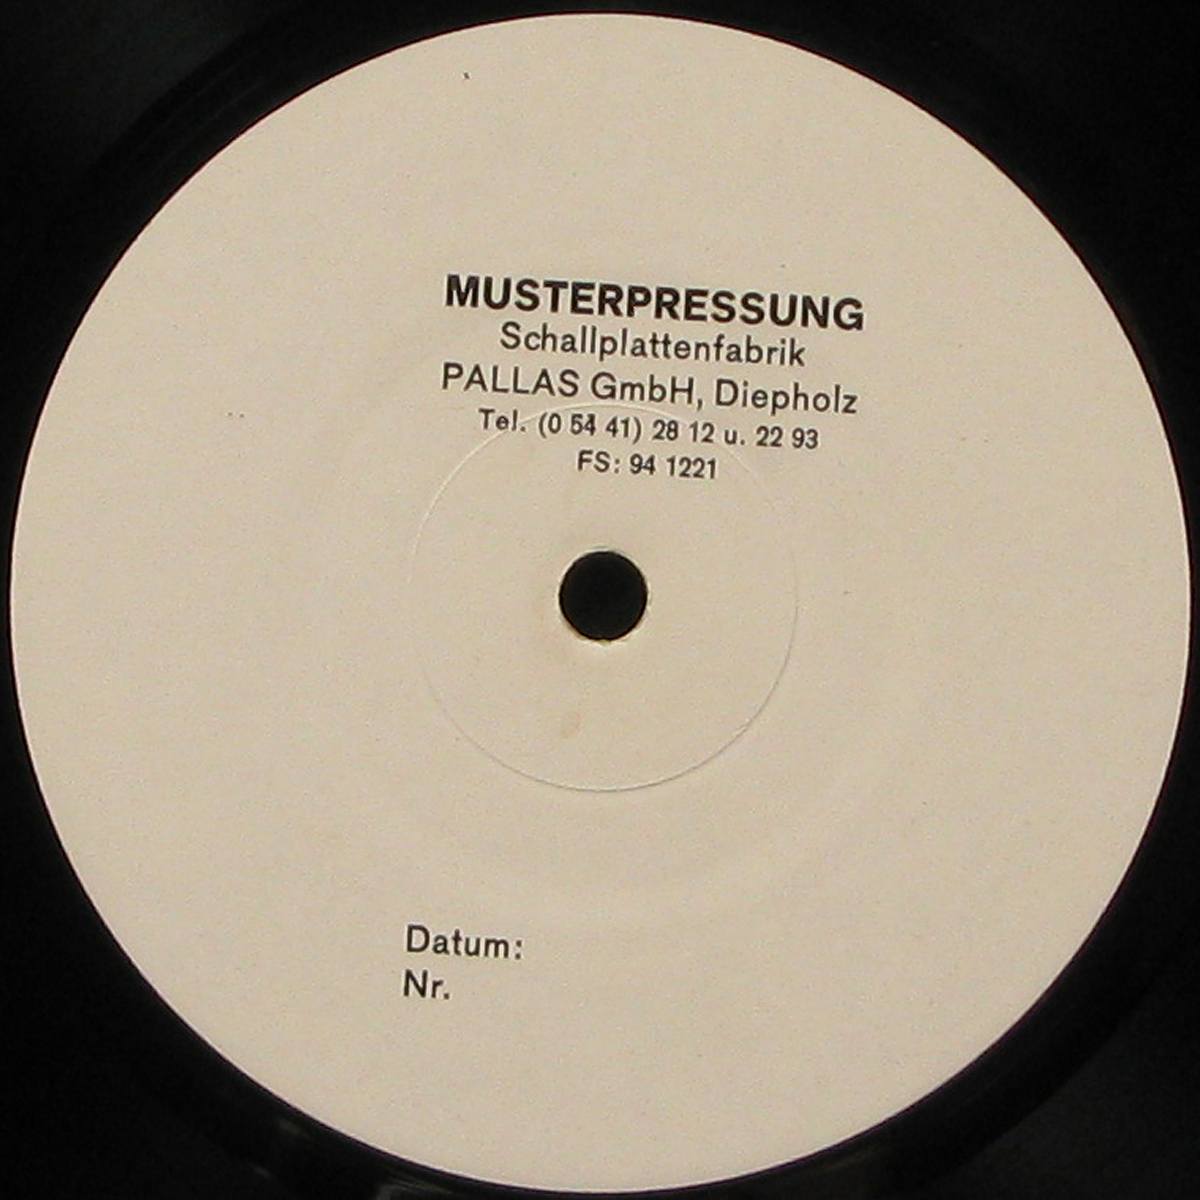 MUSTERPRESSUNG
Schallplattenfabrik
PALLAS GmbH, Diepholz
Tel. (0 54 41) 28 12 u. 22 93
FS: 94 1221
Datum:
Nr.